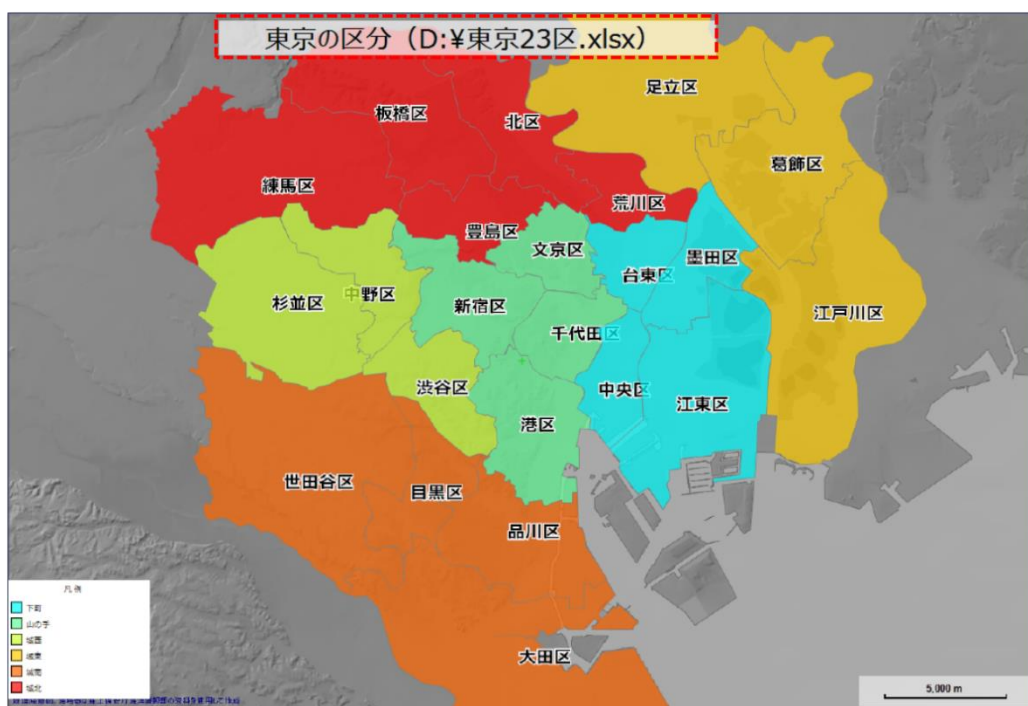 東京の区分（D:¥東京23区.xlsx）
足立区
板橋区
北区
葛飾区
練馬区
荒川区
豊島区
文京区
墨田区
台東区
杉並区
中野区
新宿区
江戸川区
千代田区
渋谷区
中央区
江東区
港区
世田谷区
目黒区
品川区
大田区
凡例
下町
山の手
城西
城東
城南
城北
5,000 m